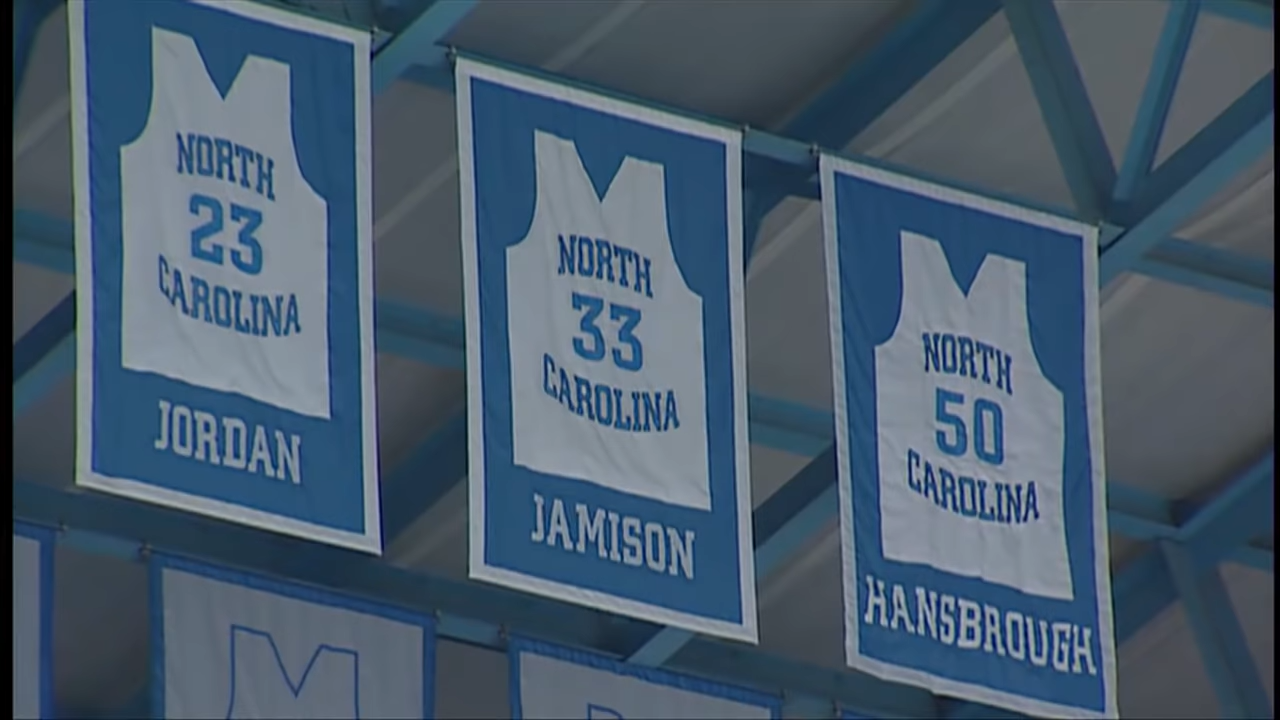 NORTH
23
CAROLINA
JORDAN
NORTH
33
CAROLINA
JAMISON
NORTH
50
CAROLINA
HANSBROUGH